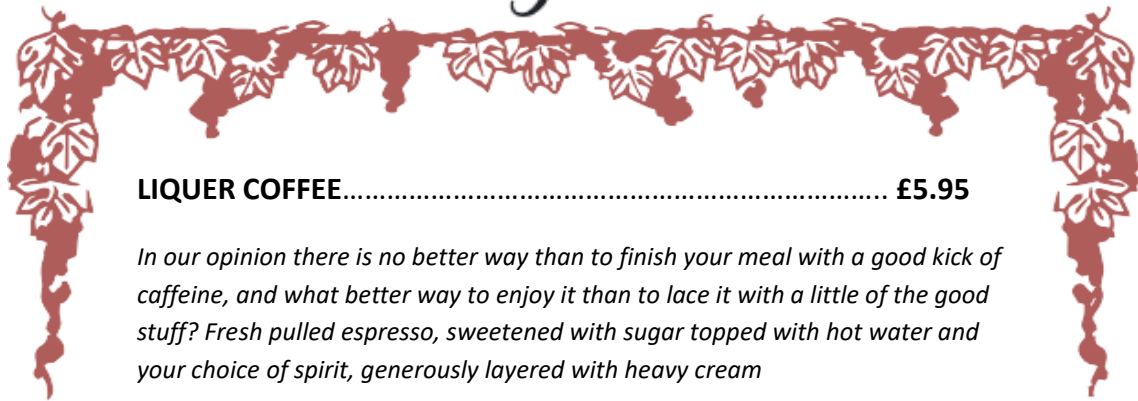 LIQUER COFFEE……………………………………………………………….. £5.95
In our opinion there is no better way than to finish your meal with a good kick of
caffeine, and what better way to enjoy it than to lace it with a little of the good
stuff? Fresh pulled espresso, sweetened with sugar topped with hot water and
your choice of spirit, generously layered with heavy cream